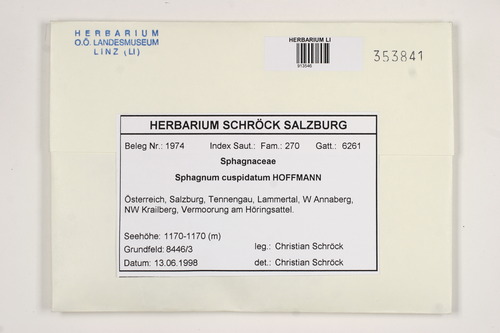 HERBARIUM
O.Ö. LANDESMUSEUM
LINZ (LI)
HERBARIUM LI
913546
353841
HERBARIUM SCHRÖCK SALZBURG
Beleg Nr.: 1974 Index Saut.: Fam.: 270 Gatt.: 6261
Sphagnaceae
Sphagnum cuspidatum HOFFMANN
Österreich, Salzburg, Tennengau, Lammertal, W Annaberg,
NW Krailberg, Vermoorung am Höringsattel.
Seehöhe: 1170-1170 (m)
Grundfeld: 8446/3 leg.: Christian Schröck
Datum: 13.06.1998 det.: Christian Schröck